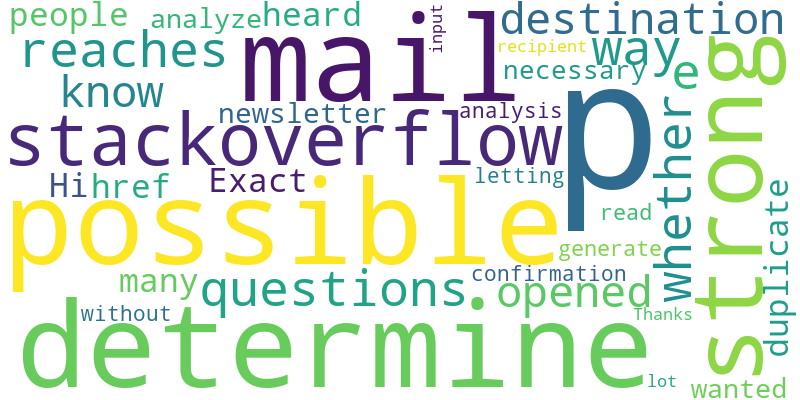 people
analyze
heard
input
destination
reaches
mail
recipient
way
know
necessary
e
newsletter
analysis
p
strong
stackoverflow
whether
Hi
href
Exact
letting
possible
read
duplicate
generate
many
questions
confirmation
opened
without
Thanks
determine
lot
wanted